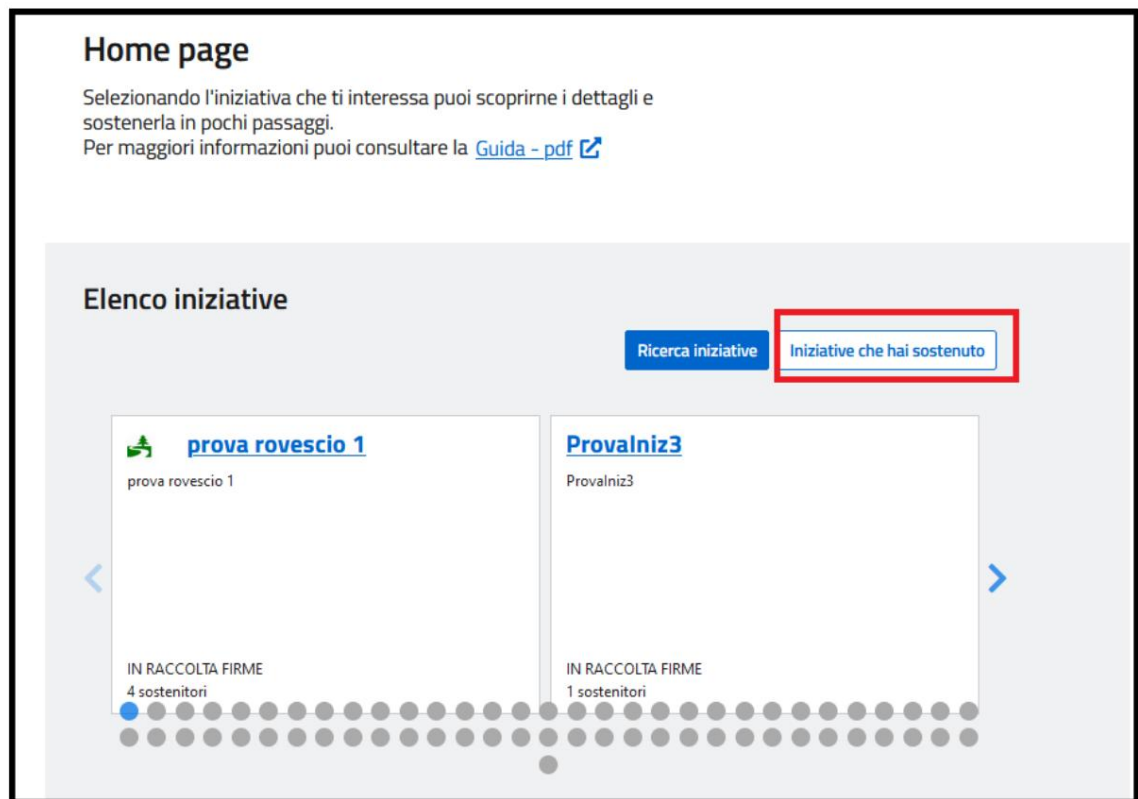 Home page
Selezionando l'iniziativa che ti interessa puoi scoprirne i dettagli e
sostenerla in pochi passaggi.
Per maggiori informazioni puoi consultare la Guida - pdf
Elenco iniziative
Ricerca iniziative
Iniziative che hai sostenuto
prova rovescio 1
prova rovescio 1
IN RACCOLTA FIRME
4 sostenitori
ProvaIniz3
ProvaIniz3
IN RACCOLTA FIRME
1 sostenitori